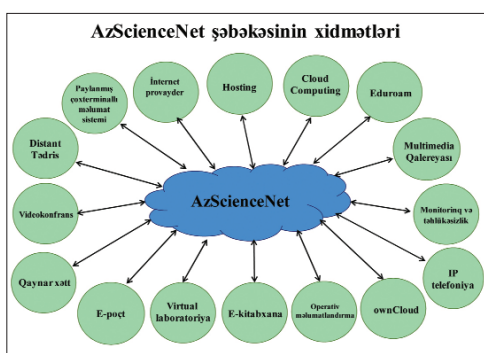 AzScienceNet şəbəkəsinin xidmətləri
Paylanmış
çoxterminallı
məlumat
sistemi
İnternet
provayder
Hosting
Cloud
Computing
Eduroam
Distant
Tədris
Multimedia
Qalereyası
Videokonfrans
AzScienceNet
Monitorinq və
təhlükəsizlik
Qaynar xətt
IP
telefoniya
E-poçt
Virtual
laboratoriya
E-kitabxana
Operativ
məlumatlandırma
ownCloud